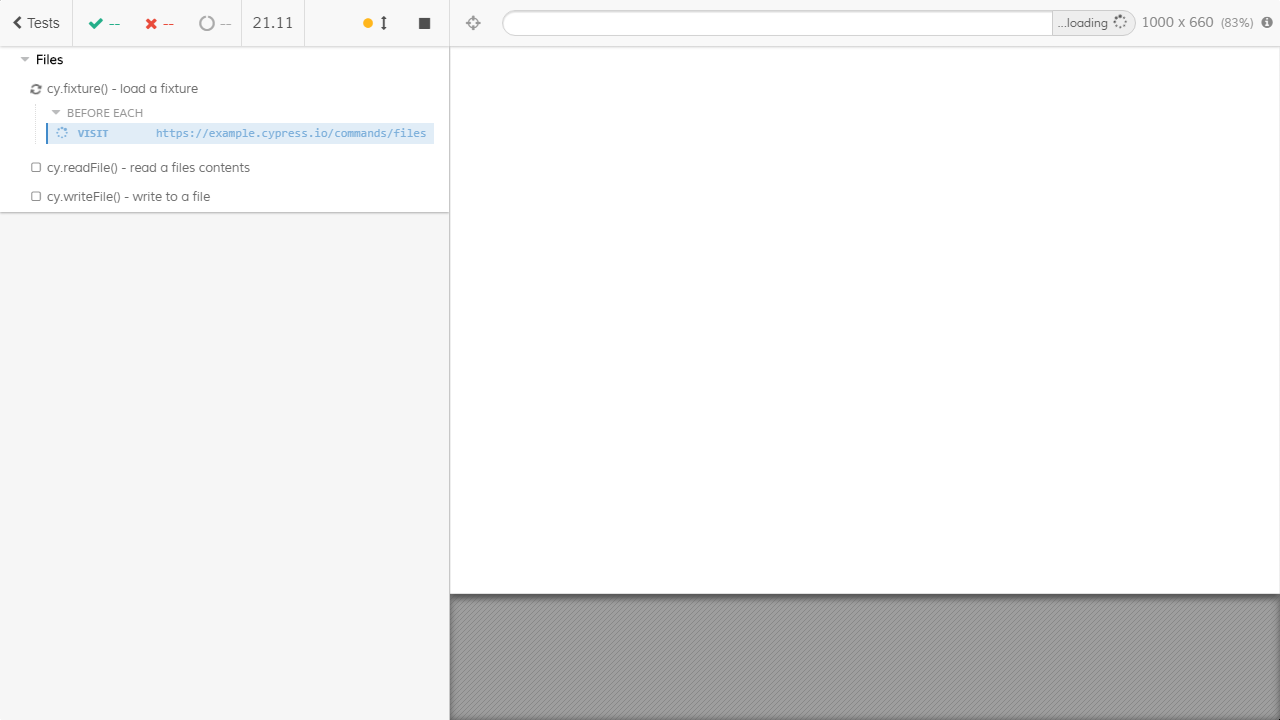 Tests -- -- -- 21.11 ...loading 1000 x 660 (83%)
Files
cy.fixture() - load a fixture
BEFORE EACH
VISIT https://example.cypress.io/commands/files
cy.readFile() - read a files contents
cy.writeFile() - write to a file